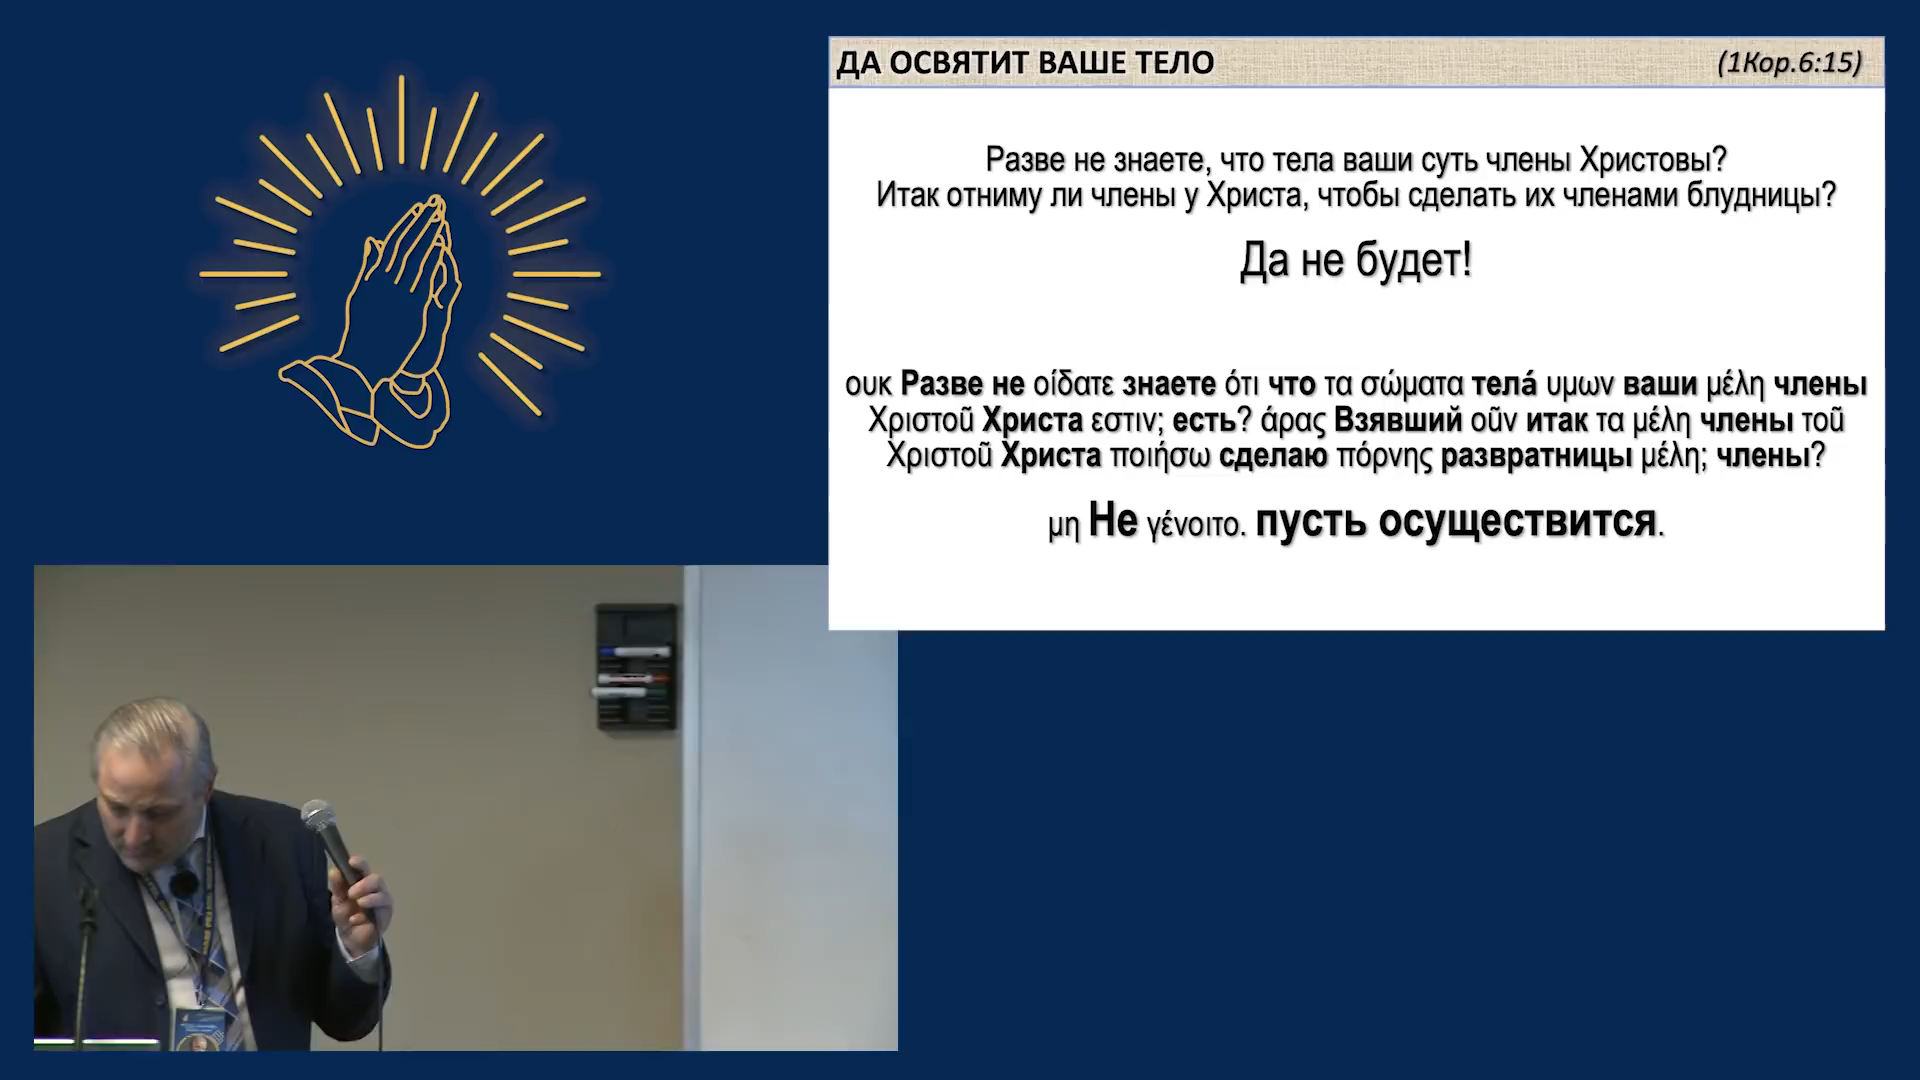 ДА ОСВЯТИТ ВАШЕ ТЕЛО (1Кор.6:15)
Разве не знаете, что тела ваши суть члены Христовы?
Итак отниму ли члены у Христа, чтобы сделать их членами блудницы?
Да не будет!
ουκ Разве не οίδατε знаете ότι что τα σώματα телá υμων ваши μέλη члены
Χριστοῦ Христа εστιν; есть? άρας Взявший οῦν итак τα μέλη члены τοῦ
Χριστοῦ Христа ποιήσω сделаю πόρνης развратницы μέλη; члены?
μη Не γένοιτο. пусть осуществится.